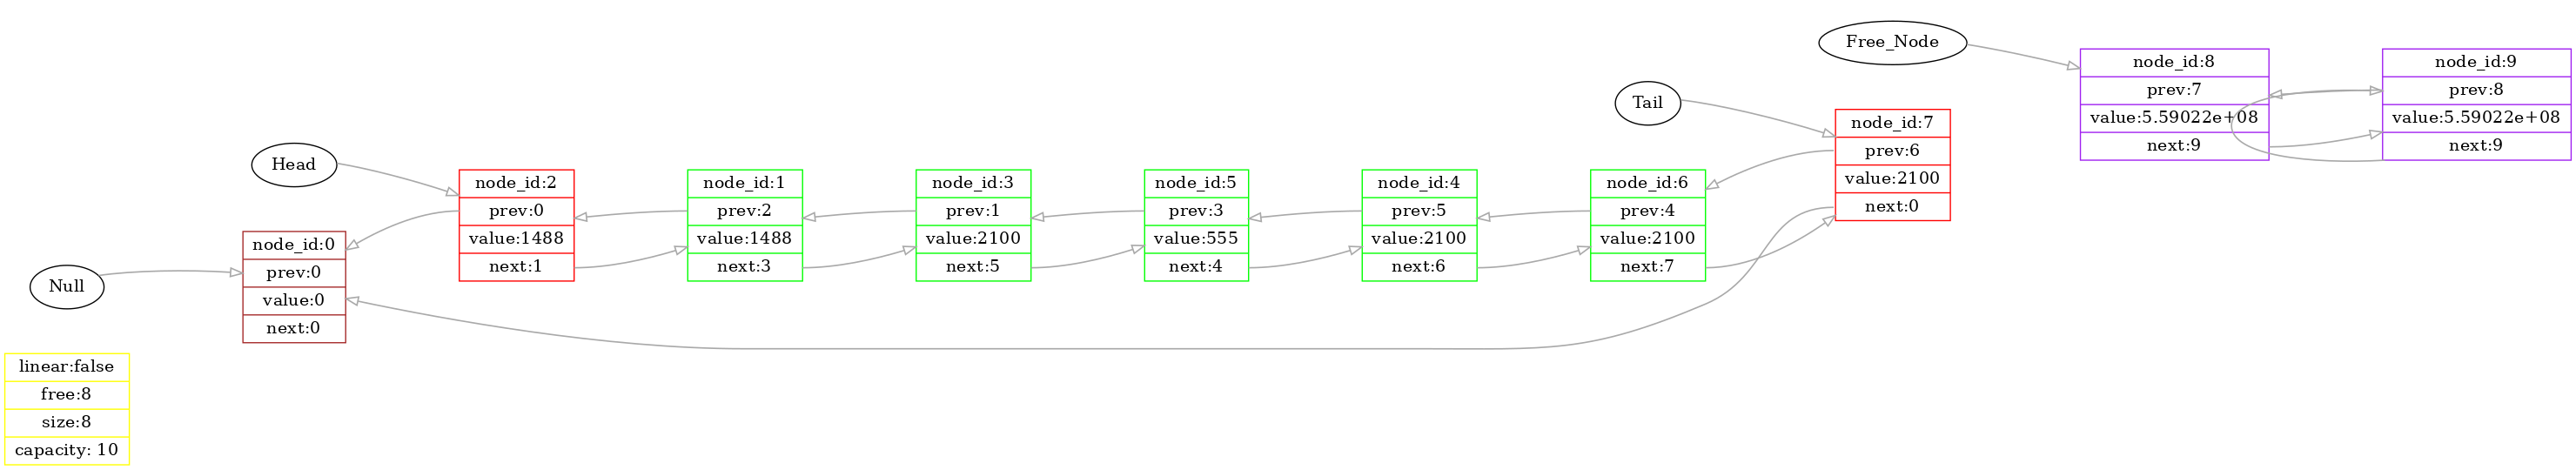 Null
node_id:0
prev:0
value:0
next:0
linear:false
free:8
size:8
capacity: 10
Head
node_id:2
prev:0
value:1488
next:1
node_id:1
prev:2
value:1488
next:3
node_id:3
prev:1
value:2100
next:5
node_id:5
prev:3
value:555
next:4
node_id:4
prev:5
value:2100
next:6
node_id:6
prev:4
value:2100
next:7
Tail
node_id:7
prev:6
value:2100
next:0
Free_Node
node_id:8
prev:7
value:5.59022e+08
next:9
node_id:9
prev:8
value:5.59022e+08
next:9